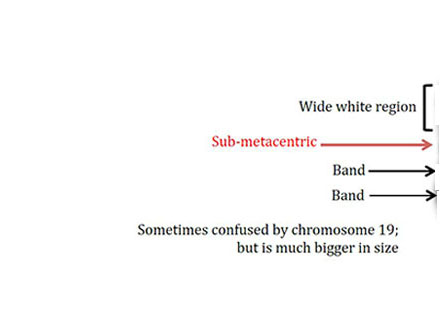 Wide white region
Sub-metacentric
Band
Band
Sometimes confused by chromosome 19;
but is much bigger in size